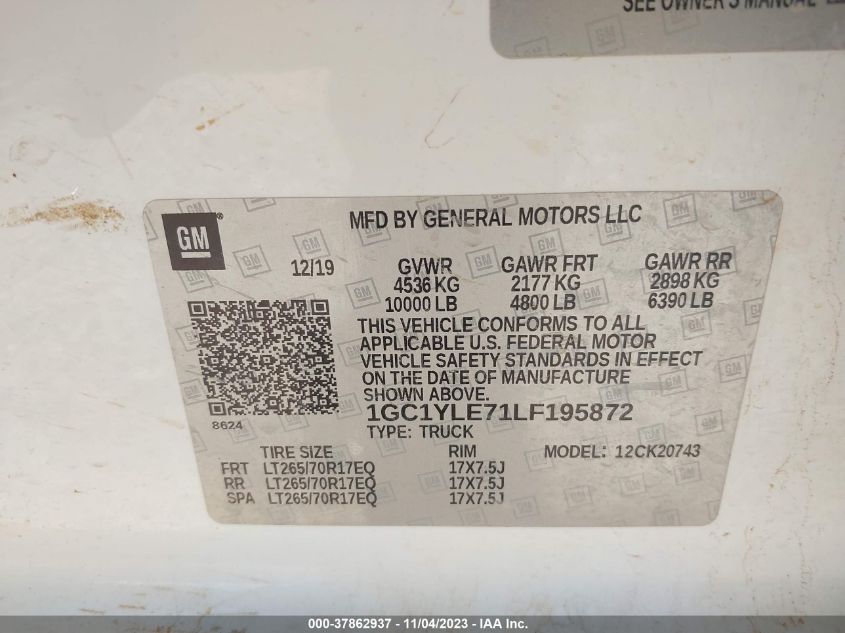 SEE OWNER'S MANUAL
GM
MFD BY GENERAL MOTORS LLC
12/19
GVWR GAWR FRT GAWR RR
4536 KG 2177 KG 2898 KG
10000 LB 4800 LB 6390 LB
THIS VEHICLE CONFORMS TO ALL
APPLICABLE U.S. FEDERAL MOTOR
VEHICLE SAFETY STANDARDS IN EFFECT
ON THE DATE OF MANUFACTURE
SHOWN ABOVE.
1GC1YLE71LF195872
8624
TYPE: TRUCK
TIRE SIZE RIM MODEL: 12CK20743
FRT LT265/70R17EQ 17X7.5J
RR LT265/70R17EQ 17X7.5J
SPA LT265/70R17EQ 17X7.5J
000-37862937 - 11/04/2023 - IAA Inc.